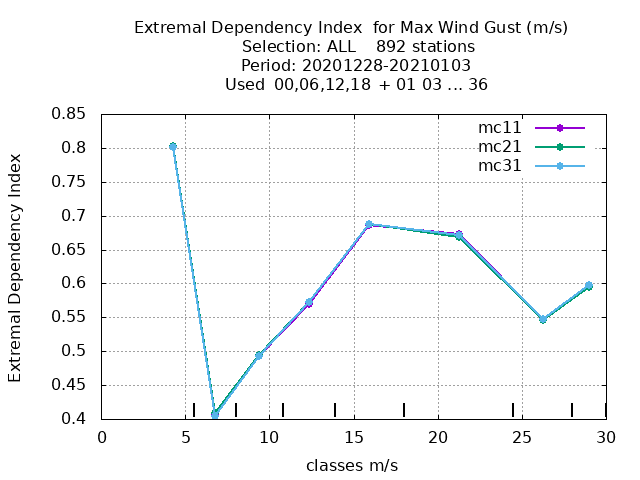 Extremal Dependency Index  for Max Wind Gust (m/s)
Selection: ALL    892 stations
Period: 20201228-20210103
Used  00,06,12,18  + 01 03 ... 36
Extremal Dependency Index
0.85
0.8
0.75
0.7
0.65
0.6
0.55
0.5
0.45
0.4
mc11
mc21
mc31
0 5 10 15 20 25 30
classes m/s